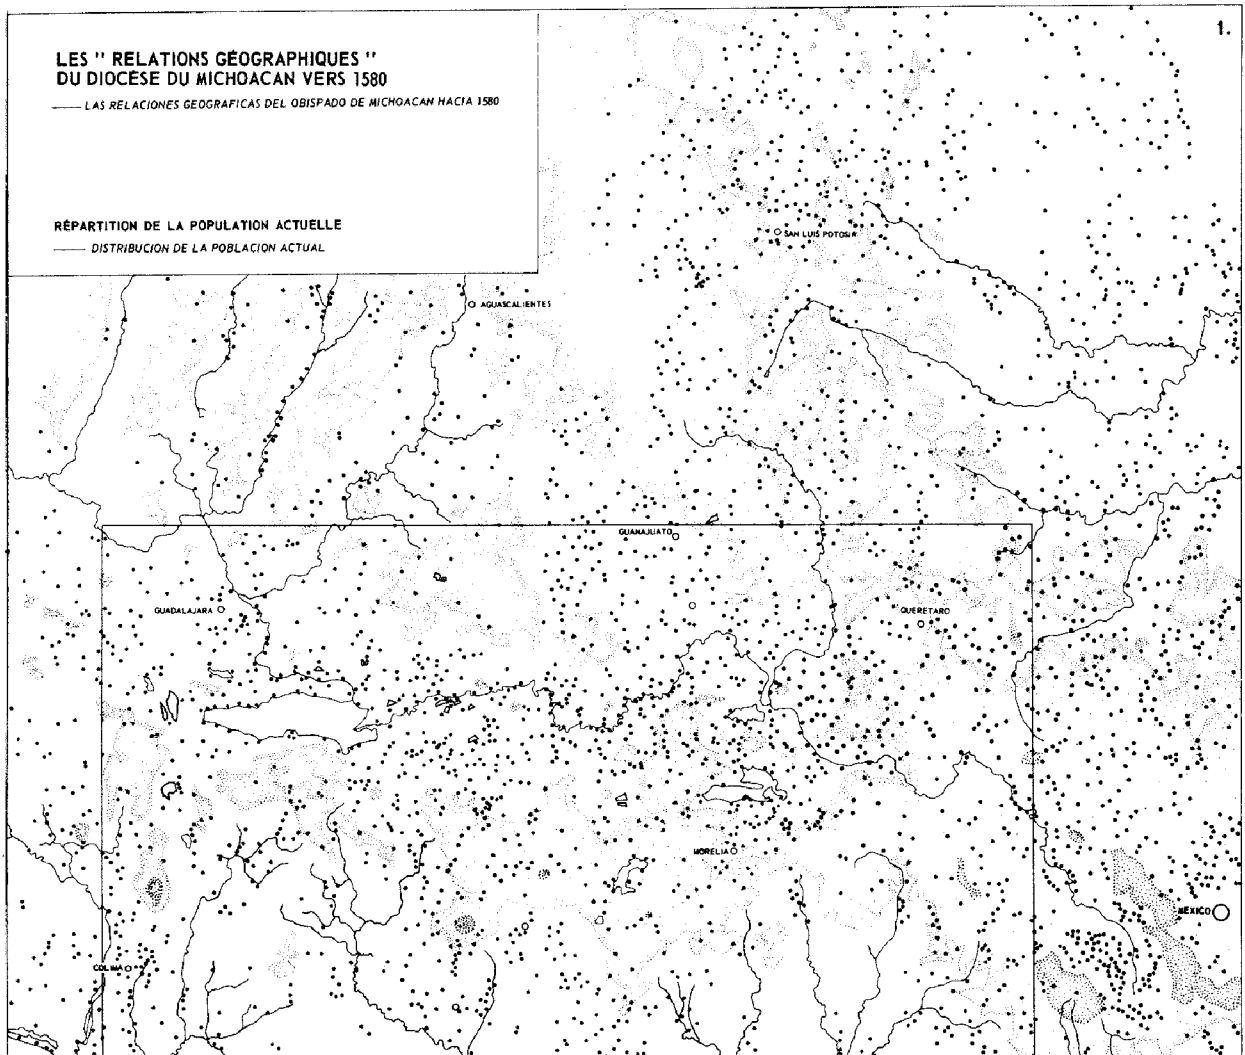 1.
LES " RELATIONS GÉOGRAPHIQUES "
DU DIOCÈSE DU MICHOACAN VERS 1580
LAS RELACIONES GEOGRAFICAS DEL OBISPADO DE MICHOACAN HACIA 1580
RÉPARTITION DE LA POPULATION ACTUELLE
DISTRIBUCION DE LA POBLACION ACTUAL
SAN LUIS POTOSI
AGUASCALIENTES
GUANAJUATO
GUADALAJARA
QUERETARO
MORELIA
MEXICO
COLIMA